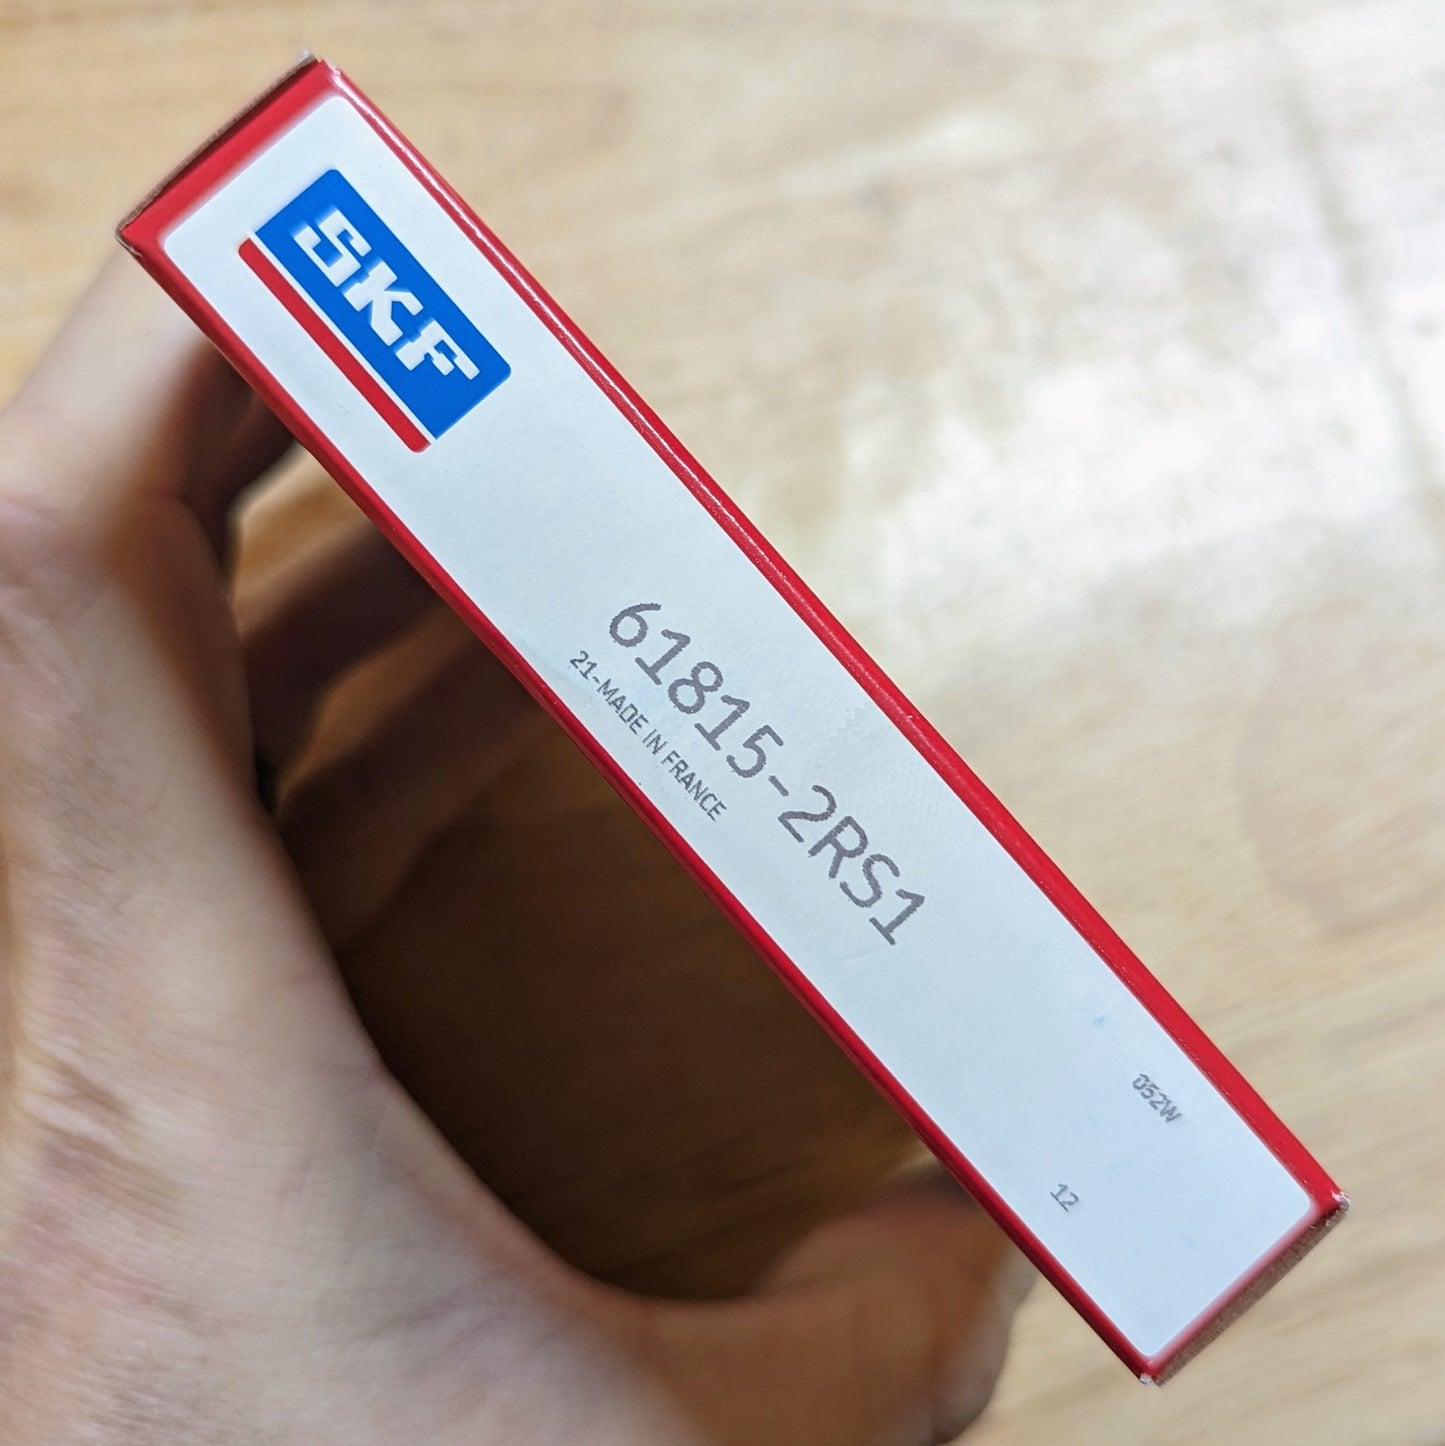 SKF
61815-2RS1
21-MADE IN FRANCE
052W
12